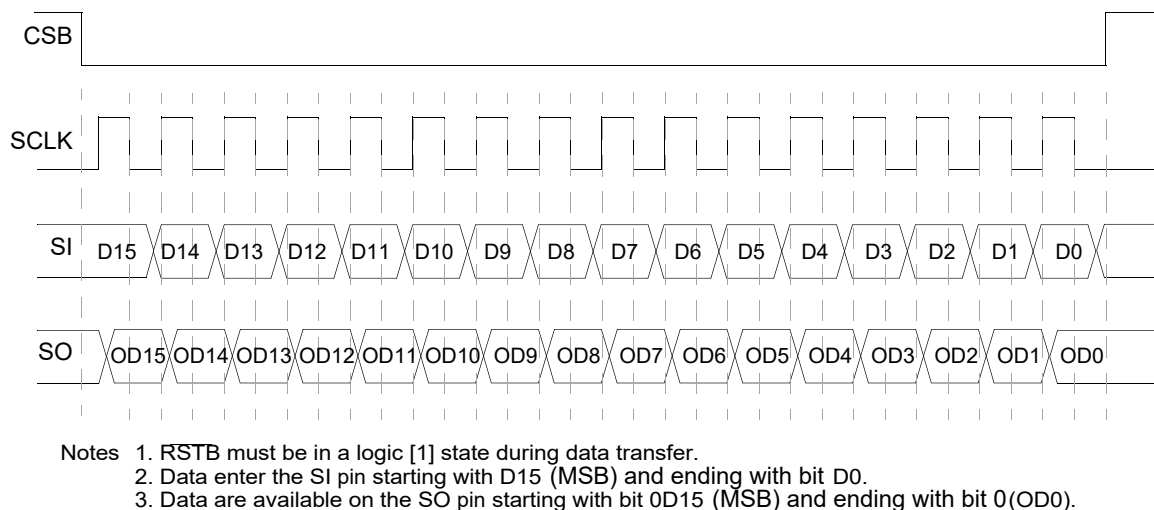 CSB
SCLK
SI D15 D14 D13 D12 D11 D10 D9 D8 D7 D6 D5 D4 D3 D2 D1 D0
SO OD15 OD14 OD13 OD12 OD11 OD10 OD9 OD8 OD7 OD6 OD5 OD4 OD3 OD2 OD1 OD0
Notes 1. RSTB must be in a logic [1] state during data transfer.
2. Data enter the SI pin starting with D15 (MSB) and ending with bit D0.
3. Data are available on the SO pin starting with bit 0D15 (MSB) and ending with bit 0(OD0).